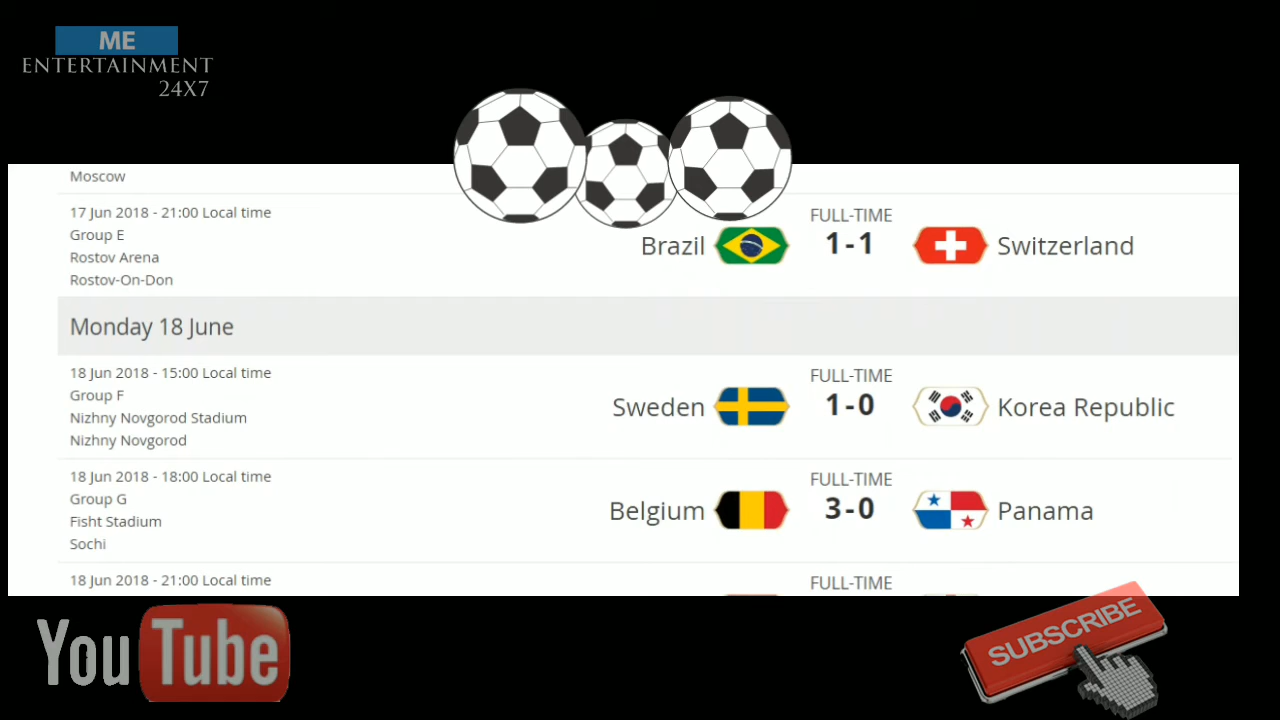 ME
ENTERTAINMENT
24X7
Moscow
17 Jun 2018 - 21:00 Local time
Group E
Rostov Arena
Rostov-On-Don
FULL-TIME
Brazil 1-1 Switzerland
Monday 18 June
18 Jun 2018 - 15:00 Local time
Group F
Nizhny Novgorod Stadium
Nizhny Novgorod
FULL-TIME
Sweden 1-0 Korea Republic
18 Jun 2018 - 18:00 Local time
Group G
Fisht Stadium
Sochi
FULL-TIME
Belgium 3-0 Panama
18 Jun 2018 - 21:00 Local time
FULL-TIME
YouTube
SUBSCRIBE